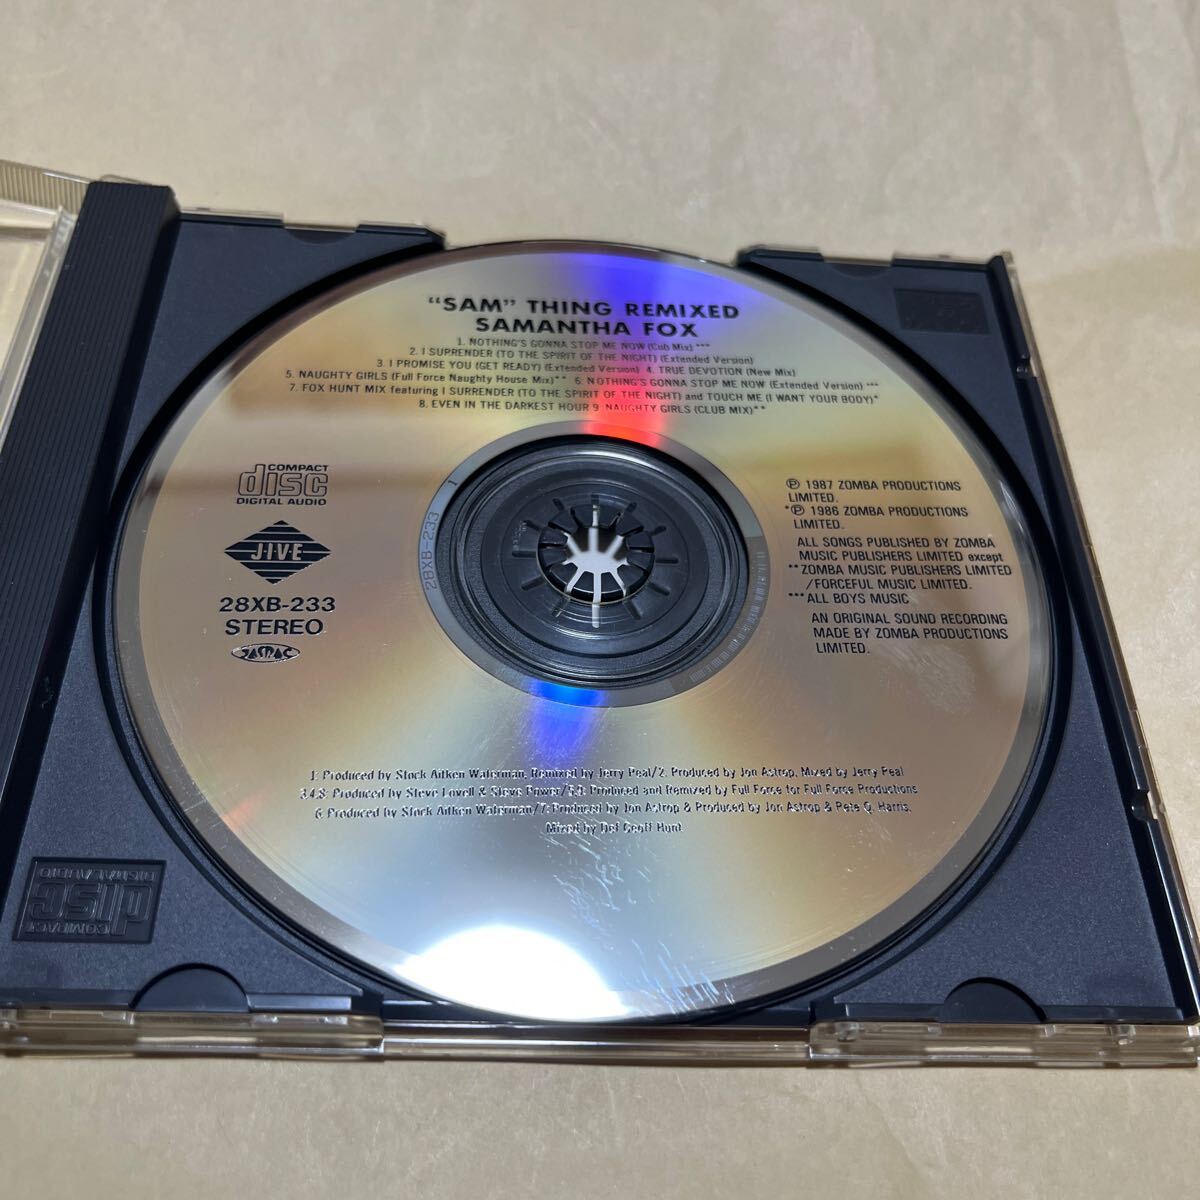 "SAM" THING REMIXED
SAMANTHA FOX
1. NOTHING'S GONNA STOP ME NOW (Cub Mix) ***
2. I SURRENDER (TO THE SPIRIT OF THE NIGHT) (Extended Version)
3. I PROMISE YOU (GET READY) (Extended Version) 4. TRUE DEVOTION (New Mix)
5. NAUGHTY GIRLS (Full Force Naughty House Mix)** 6. NOTHING'S GONNA STOP ME NOW (Extended Version) ***
7. FOX HUNT MIX featuring I SURRENDER (TO THE SPIRIT OF THE NIGHT) and TOUCH ME (I WANT YOUR BODY)*
8. EVEN IN THE DARKEST HOUR 9. NAUGHTY GIRLS (CLUB MIX)**
COMPACT
disc
DIGITAL AUDIO
JIVE
28XB-233
STEREO
JASRAC
28XB-233 1
℗ 1987 ZOMBA PRODUCTIONS
LIMITED.
*℗ 1986 ZOMBA PRODUCTIONS
LIMITED.
ALL SONGS PUBLISHED BY ZOMBA
MUSIC PUBLISHERS LIMITED except
**ZOMBA MUSIC PUBLISHERS LIMITED
/FORCEFUL MUSIC LIMITED.
***ALL BOYS MUSIC
AN ORIGINAL SOUND RECORDING
MADE BY ZOMBA PRODUCTIONS
LIMITED.
1: Produced by Stock Aitken Waterman, Remixed by Jerry Peal/2: Produced by Jon Astrop, Mixed by Jerry Peal
3.4.8: Produced by Steve Lovell & Steve Power/5.9: Produced and Remixed by Full Force for Full Force Productions
6: Produced by Stock Aitken Waterman/7: Produced by Jon Astrop & Produced by Jon Astrop & Pete Q. Harris,
Mixed by Def Geoff Hunt
COMPACT
disc
DIGITAL AUDIO